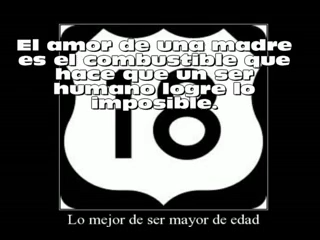 El amor de una madre
es el combustible que
hace que un ser
humano logre lo
imposible.
18
Lo mejor de ser mayor de edad